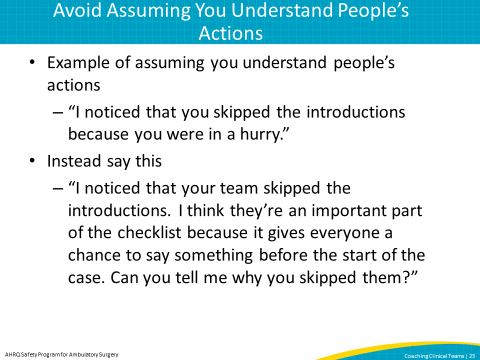 Avoid Assuming You Understand People’s
Actions
• Example of assuming you understand people’s
actions
– “I noticed that you skipped the introductions
because you were in a hurry.”
• Instead say this
– “I noticed that your team skipped the
introductions. I think they’re an important part
of the checklist because it gives everyone a
chance to say something before the start of the
case. Can you tell me why you skipped them?”
AHRQ Safety Program for Ambulatory Surgery
Coaching Clinical Teams | 23